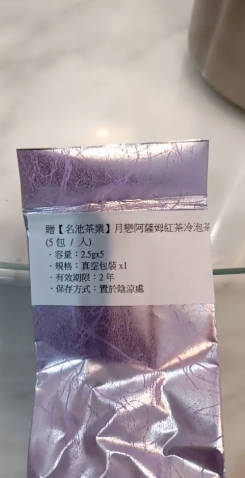 贈【名池茶業】月戀阿薩姆紅茶冷泡茶
(5 包 / 入)
· 容量：2.5gx5
· 規格：真空包裝 x1
· 有效期限：2 年
· 保存方式：置於陰涼處